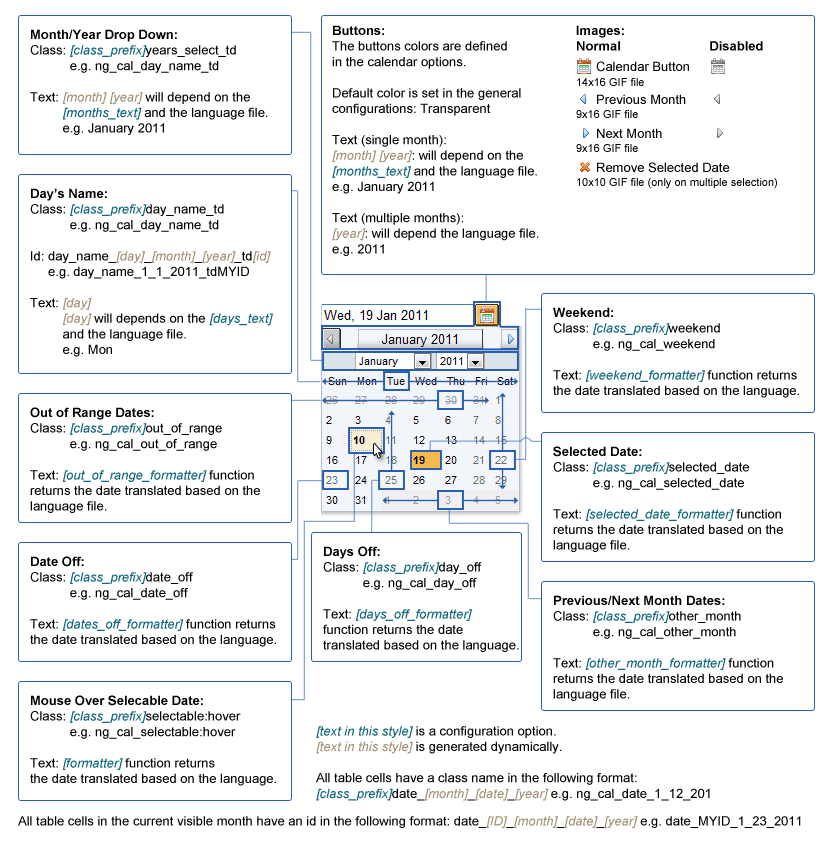 Month/Year Drop Down:
Class: [class_prefix]years_select_td
e.g. ng_cal_day_name_td
Text: [month] [year] will depend on the
[months_text] and the language file.
e.g. January 2011
Buttons:
The buttons colors are defined
in the calendar options.
Default color is set in the general
configurations: Transparent
Text (single month):
[month] [year]: will depend on the
[months_text] and the language file.
e.g. January 2011
Text (multiple months):
[year]: will depend the language file.
e.g. 2011
Images:
Normal Disabled
Calendar Button
14x16 GIF file
Previous Month
9x16 GIF file
Next Month
9x16 GIF file
Remove Selected Date
10x10 GIF file (only on multiple selection)
Day's Name:
Class: [class_prefix]day_name_td
e.g. ng_cal_day_name_td
Id: day_name_[day]_[month]_[year]_td[id]
e.g. day_name_1_1_2011_tdMYID
Text: [day]
[day] will depends on the [days_text]
and the language file.
e.g. Mon
Wed, 19 Jan 2011
January 2011
January 2011
Sun Mon Tue Wed Thu Fri Sat
26 27 28 29 30 31 1
2 3 4 5 6 7 8
9 10 11 12 13 14 15
16 17 18 19 20 21 22
23 24 25 26 27 28 29
30 31 1 2 3 4 5
Weekend:
Class: [class_prefix]weekend
e.g. ng_cal_weekend
Text: [weekend_formatter] function returns
the date translated based on the language.
Out of Range Dates:
Class: [class_prefix]out_of_range
e.g. ng_cal_out_of_range
Text: [out_of_range_formatter] function
returns the date translated based on the
language file.
Selected Date:
Class: [class_prefix]selected_date
e.g. ng_cal_selected_date
Text: [selected_date_formatter] function
returns the date translated based on the
language file.
Date Off:
Class: [class_prefix]date_off
e.g. ng_cal_date_off
Text: [dates_off_formatter] function returns
the date translated based on the language.
Days Off:
Class: [class_prefix]day_off
e.g. ng_cal_day_off
Text: [days_off_formatter]
function returns the date
translated based on the language.
Previous/Next Month Dates:
Class: [class_prefix]other_month
e.g. ng_cal_other_month
Text: [other_month_formatter] function
returns the date translated based on the
language file.
Mouse Over Selecable Date:
Class: [class_prefix]selectable:hover
e.g. ng_cal_selectable:hover
Text: [formatter] function returns
the date translated based on the language.
[text in this style] is a configuration option.
[text in this style] is generated dynamically.
All table cells have a class name in the following format:
[class_prefix]date_[month]_[date]_[year] e.g. ng_cal_date_1_12_201
All table cells in the current visible month have an id in the following format: date_[ID]_[month]_[date]_[year] e.g. date_MYID_1_23_2011